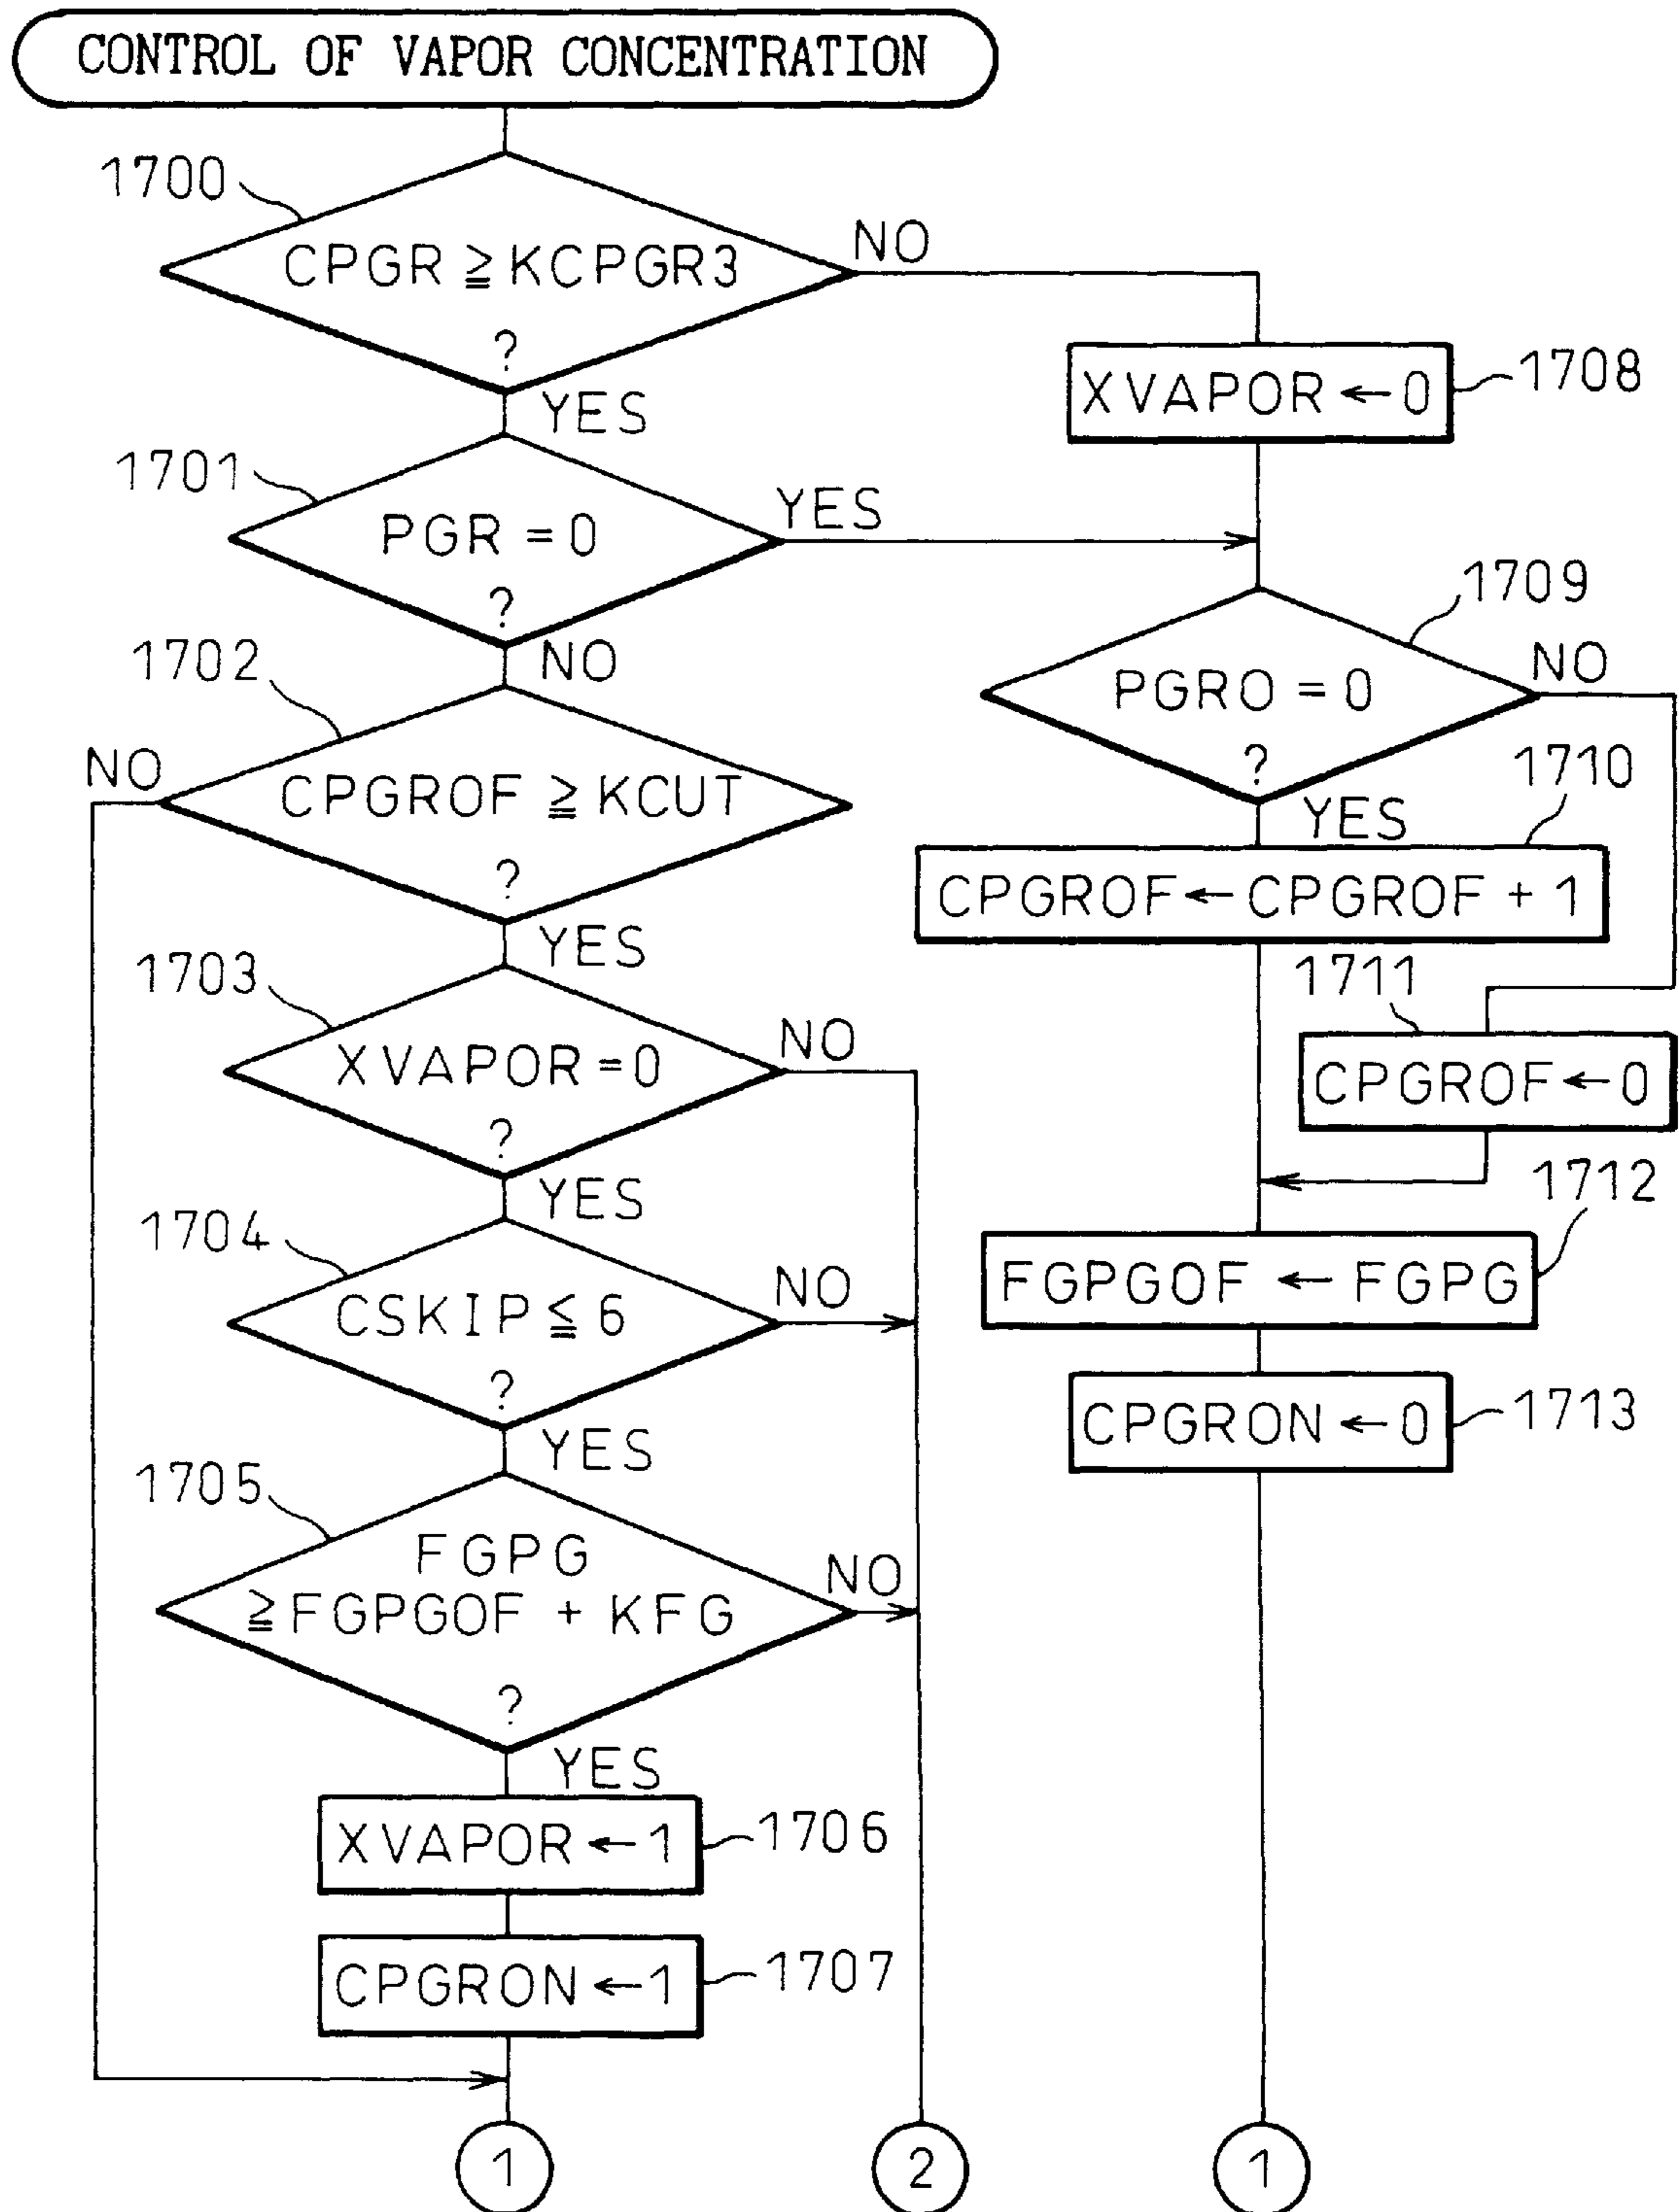 CONTROL OF VAPOR CONCENTRATION
1700
CPGR ≧ KCPGR3
?
NO
YES
XVAPOR ← 0
1708
1701
PGR = 0
?
YES
NO
1709
PGRO = 0
?
NO
YES
1702
CPGROF ≧ KCUT
?
NO
YES
1710
CPGROF ← CPGROF + 1
1711
CPGROF ← 0
1703
XVAPOR = 0
?
NO
YES
1712
FGPGOF ← FGPG
1704
CSKIP ≦ 6
?
NO
YES
CPGRON ← 0
1713
1705
FGPG
≧ FGPGOF + KFG
?
NO
YES
XVAPOR ← 1
1706
CPGRON ← 1
1707
1
2
1